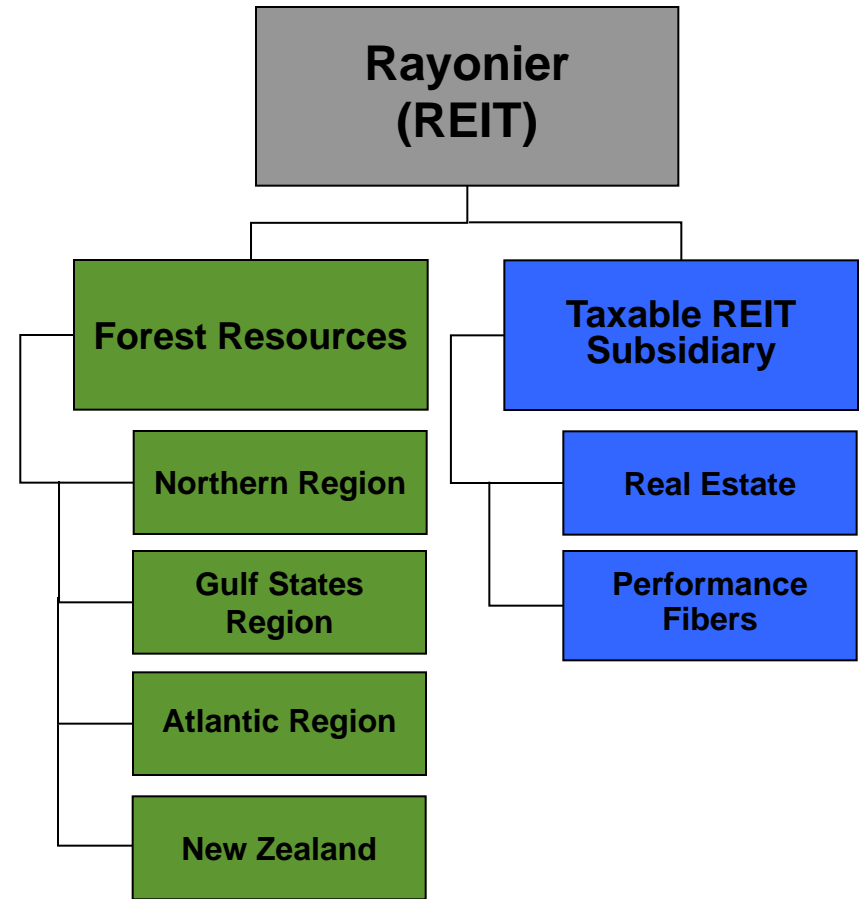 Rayonier
(REIT)
Forest Resources
Taxable REIT
Subsidiary
Northern Region
Real Estate
Gulf States
Region
Performance
Fibers
Atlantic Region
New Zealand